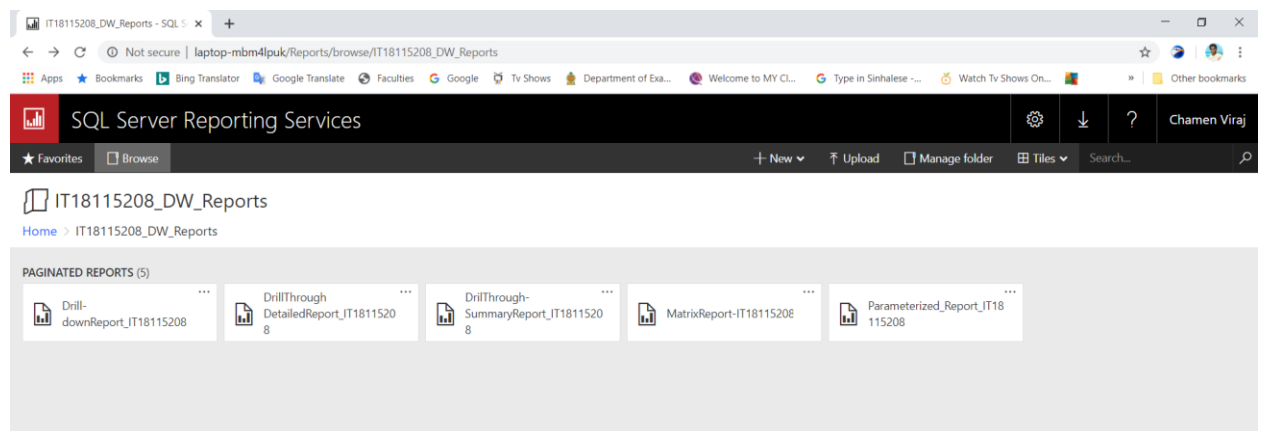 IT18115208_DW_Reports - SQL S
Not secure | laptop-mbm4lpuk/Reports/browse/IT18115208_DW_Reports
Apps Bookmarks Bing Translator Google Translate Faculties Google Tv Shows Department of Exa... Welcome to MY Cl... Type in Sinhalese -... Watch Tv Shows On... » Other bookmarks
SQL Server Reporting Services ? Chamen Viraj
Favorites Browse New Upload Manage folder Tiles Search...
IT18115208_DW_Reports
Home > IT18115208_DW_Reports
PAGINATED REPORTS (5)
Drill-
downReport_IT18115208
DrillThrough
DetailedReport_IT1811520
8
DrilThrough-
SummaryReport_IT1811520
8
MatrixReport-IT18115208
Parameterized_Report_IT18
115208